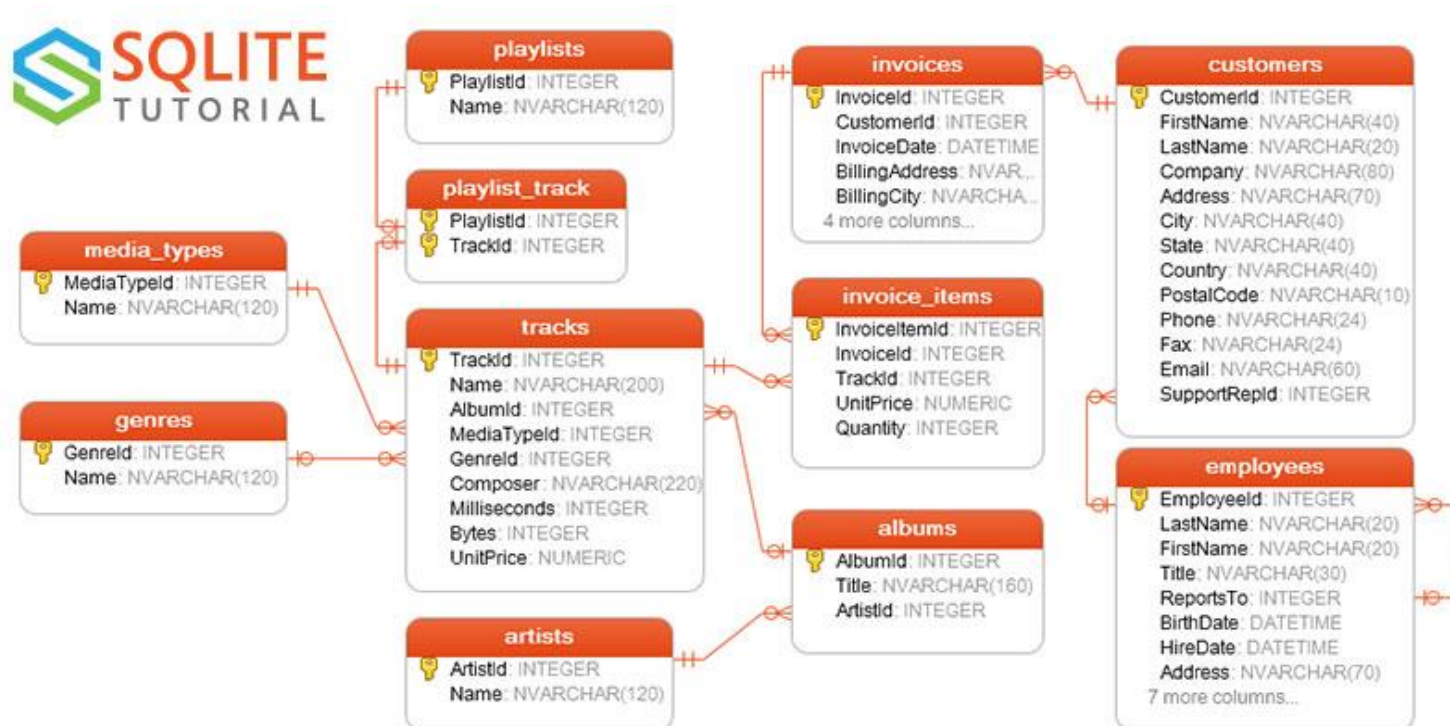 SQLITE
TUTORIAL
playlists
PlaylistId: INTEGER
Name: NVARCHAR(120)
playlist_track
PlaylistId: INTEGER
TrackId: INTEGER
media_types
MediaTypeId: INTEGER
Name: NVARCHAR(120)
genres
GenreId: INTEGER
Name: NVARCHAR(120)
tracks
TrackId: INTEGER
Name: NVARCHAR(200)
AlbumId: INTEGER
MediaTypeId: INTEGER
GenreId: INTEGER
Composer: NVARCHAR(220)
Milliseconds: INTEGER
Bytes: INTEGER
UnitPrice: NUMERIC
artists
ArtistId: INTEGER
Name: NVARCHAR(120)
invoices
InvoiceId: INTEGER
CustomerId: INTEGER
InvoiceDate: DATETIME
BillingAddress: NVAR...
BillingCity: NVARCHA...
4 more columns...
invoice_items
InvoiceItemId: INTEGER
InvoiceId: INTEGER
TrackId: INTEGER
UnitPrice: NUMERIC
Quantity: INTEGER
albums
AlbumId: INTEGER
Title: NVARCHAR(160)
ArtistId: INTEGER
customers
CustomerId: INTEGER
FirstName: NVARCHAR(40)
LastName: NVARCHAR(20)
Company: NVARCHAR(80)
Address: NVARCHAR(70)
City: NVARCHAR(40)
State: NVARCHAR(40)
Country: NVARCHAR(40)
PostalCode: NVARCHAR(10)
Phone: NVARCHAR(24)
Fax: NVARCHAR(24)
Email: NVARCHAR(60)
SupportRepId: INTEGER
employees
EmployeeId: INTEGER
LastName: NVARCHAR(20)
FirstName: NVARCHAR(20)
Title: NVARCHAR(30)
ReportsTo: INTEGER
BirthDate: DATETIME
HireDate: DATETIME
Address: NVARCHAR(70)
7 more columns...